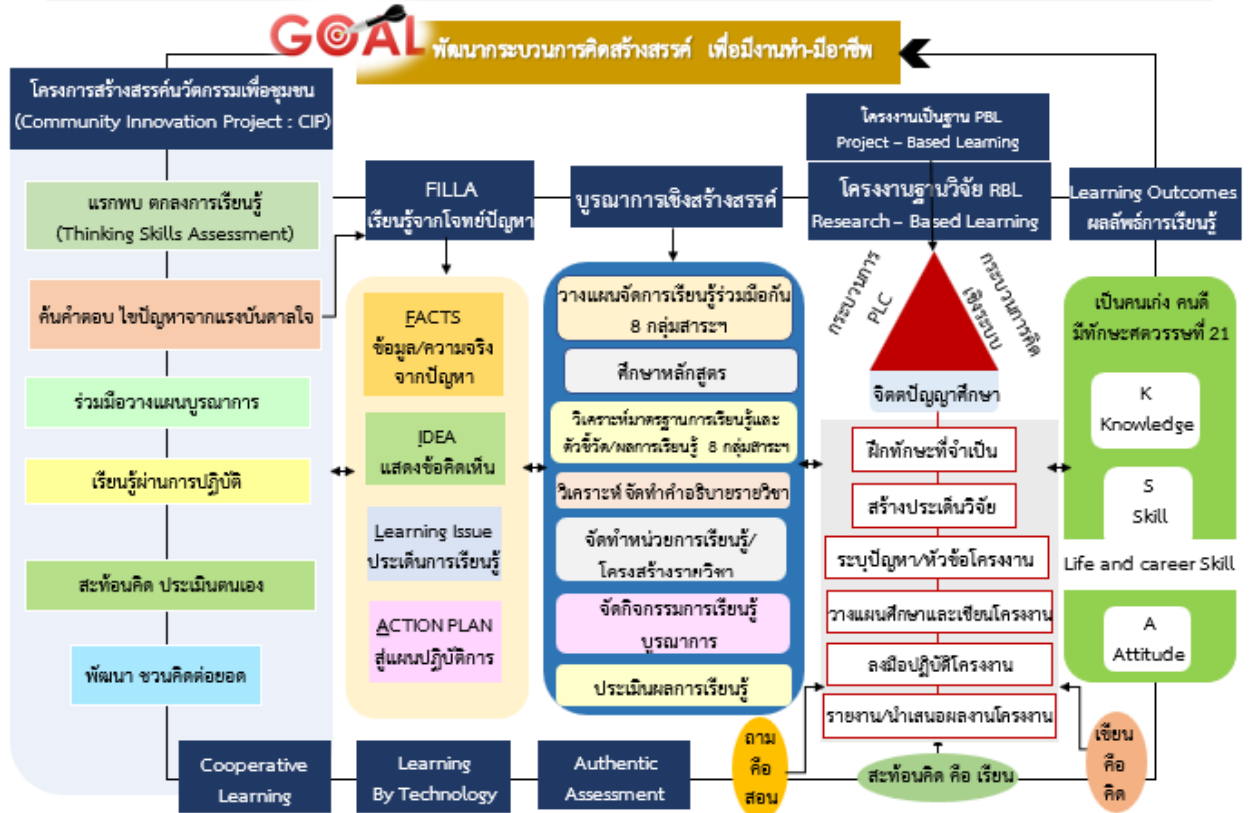 GOAL
พัฒนากระบวนการคิดสร้างสรรค์ เพื่อมีงานทำ-มีอาชีพ
โครงการสร้างสรรค์นวัตกรรมเพื่อชุมชน
(Community Innovation Project : CIP)
แรกพบ ตกลงการเรียนรู้
(Thinking Skills Assessment)
ค้นคำตอบ ไขปัญหาจากแรงบันดาลใจ
ร่วมมือวางแผนบูรณาการ
เรียนรู้ผ่านการปฏิบัติ
สะท้อนคิด ประเมินตนเอง
พัฒนา ชวนคิดต่อยอด
FILLA
เรียนรู้จากโจทย์ปัญหา
FACTS
ข้อมูล/ความจริง
จากปัญหา
IDEA
แสดงข้อคิดเห็น
Learning Issue
ประเด็นการเรียนรู้
ACTION PLAN
สู่แผนปฏิบัติการ
บูรณาการเชิงสร้างสรรค์
วางแผนจัดการเรียนรู้ร่วมมือกัน
8 กลุ่มสาระฯ
ศึกษาหลักสูตร
วิเคราะห์มาตรฐานการเรียนรู้และ
ตัวชี้วัด/ผลการเรียนรู้ 8 กลุ่มสาระฯ
วิเคราะห์ จัดทำคำอธิบายรายวิชา
จัดทำหน่วยการเรียนรู้/
โครงสร้างรายวิชา
จัดกิจกรรมการเรียนรู้
บูรณาการ
ประเมินผลการเรียนรู้
โครงงานเป็นฐาน PBL
Project – Based Learning
โครงงานฐานวิจัย RBL
Research – Based Learning
กระบวนการ
PLC
กระบวนการคิด
เชิงระบบ
จิตตปัญญาศึกษา
ฝึกทักษะที่จำเป็น
สร้างประเด็นวิจัย
ระบุปัญหา/หัวข้อโครงงาน
วางแผนศึกษาและเขียนโครงงาน
ลงมือปฏิบัติโครงงาน
รายงาน/นำเสนอผลงานโครงงาน
Learning Outcomes
ผลลัพธ์การเรียนรู้
เป็นคนเก่ง คนดี
มีทักษะศตวรรษที่ 21
K
Knowledge
S
Skill
Life and career Skill
A
Attitude
Cooperative
Learning
Learning
By Technology
Authentic
Assessment
ถาม
คือ
สอน
สะท้อนคิด คือ เรียน
เขียน
คือ
คิด